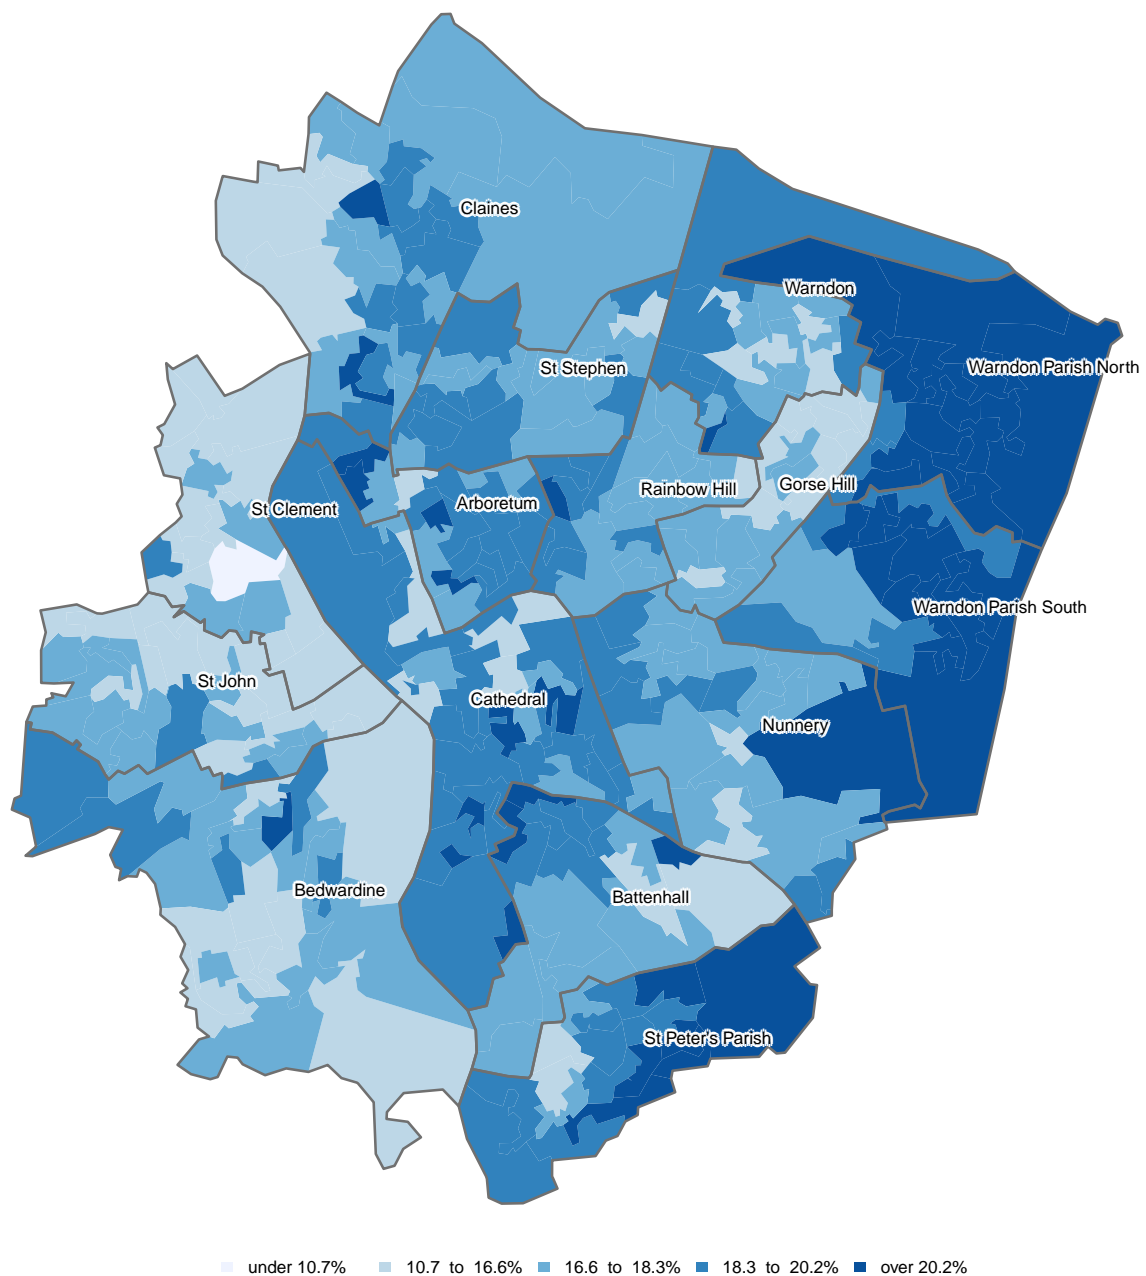 Claines
Warndon
Warndon Parish North
St Stephen
Rainbow Hill
Gorse Hill
Arboretum
St Clement
Warndon Parish South
St John
Cathedral
Nunnery
Bedwardine
Battenhall
St Peter's Parish
under 10.7% 10.7 to 16.6% 16.6 to 18.3% 18.3 to 20.2% over 20.2%